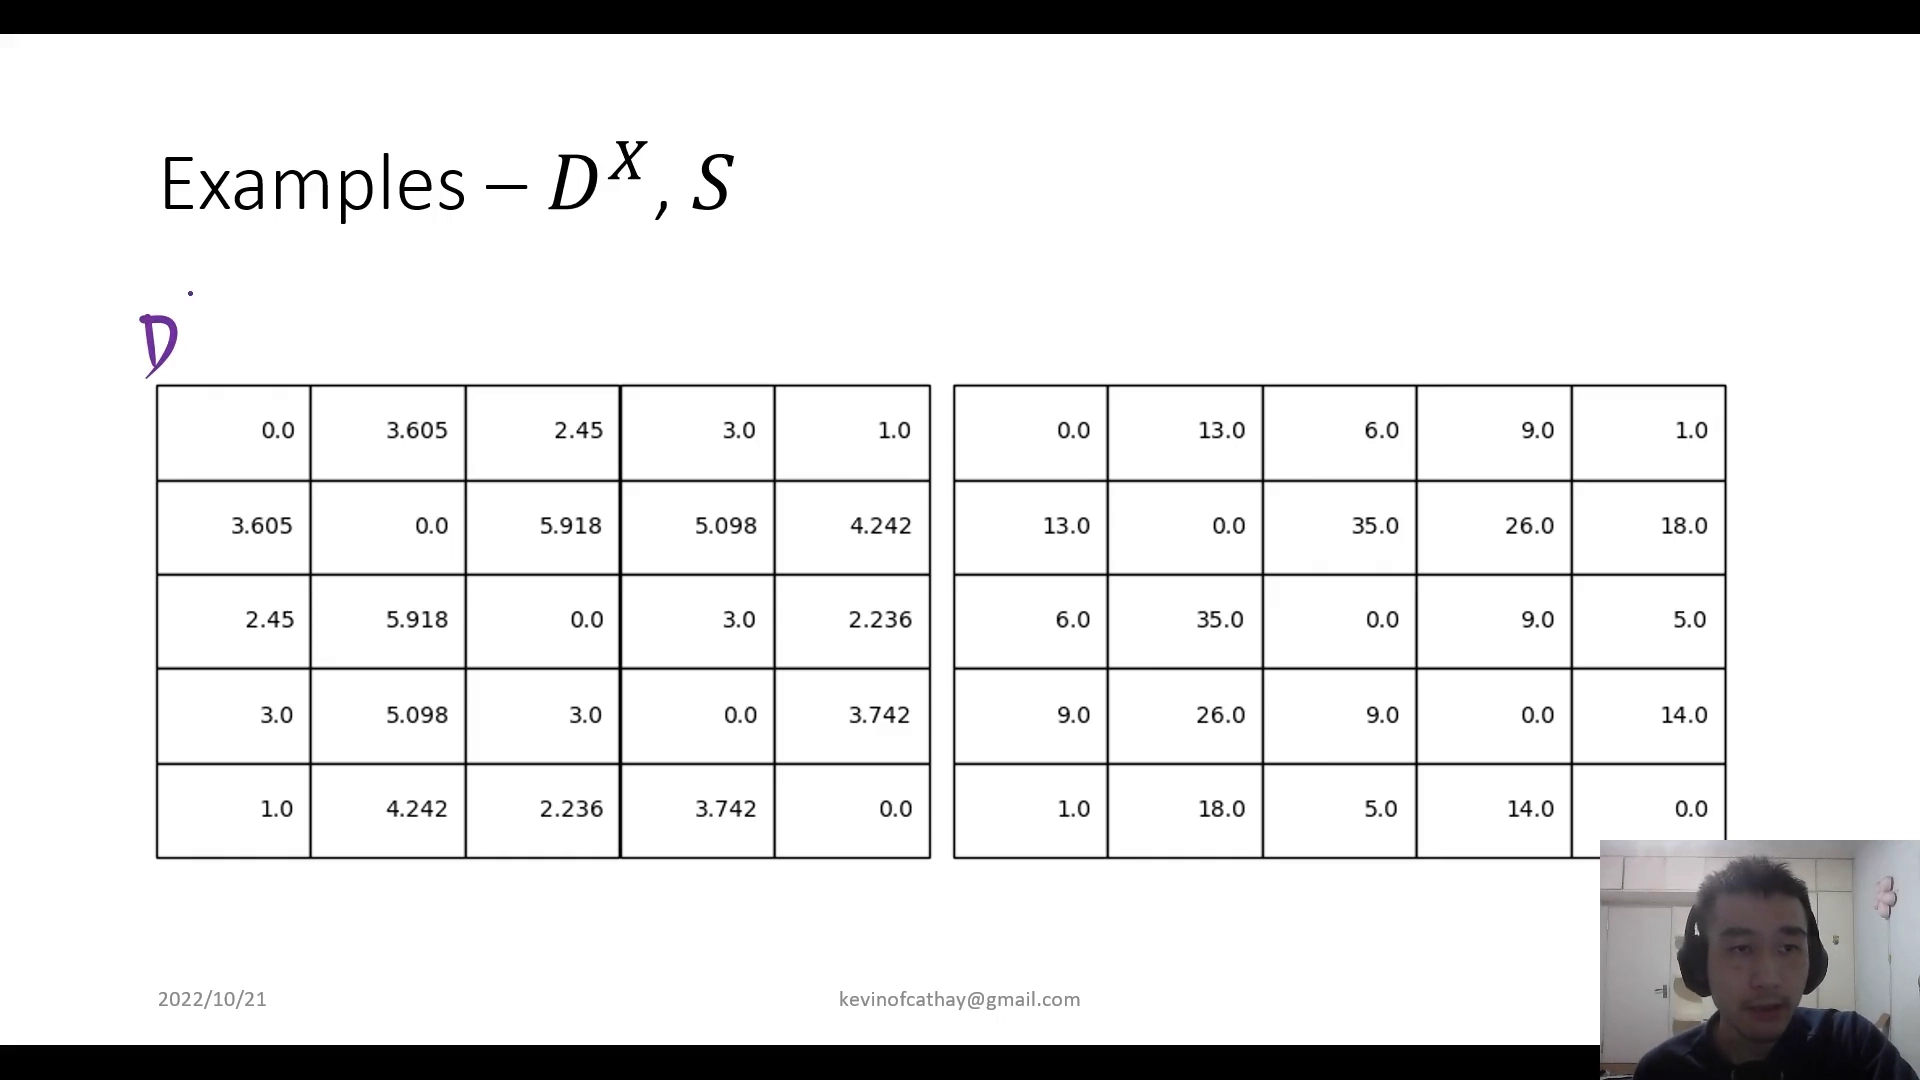 Examples – D^X, S
D
0.0 3.605 2.45 3.0 1.0 0.0 13.0 6.0 9.0 1.0
3.605 0.0 5.918 5.098 4.242 13.0 0.0 35.0 26.0 18.0
2.45 5.918 0.0 3.0 2.236 6.0 35.0 0.0 9.0 5.0
3.0 5.098 3.0 0.0 3.742 9.0 26.0 9.0 0.0 14.0
1.0 4.242 2.236 3.742 0.0 1.0 18.0 5.0 14.0 0.0
2022/10/21 kevinofcathay@gmail.com